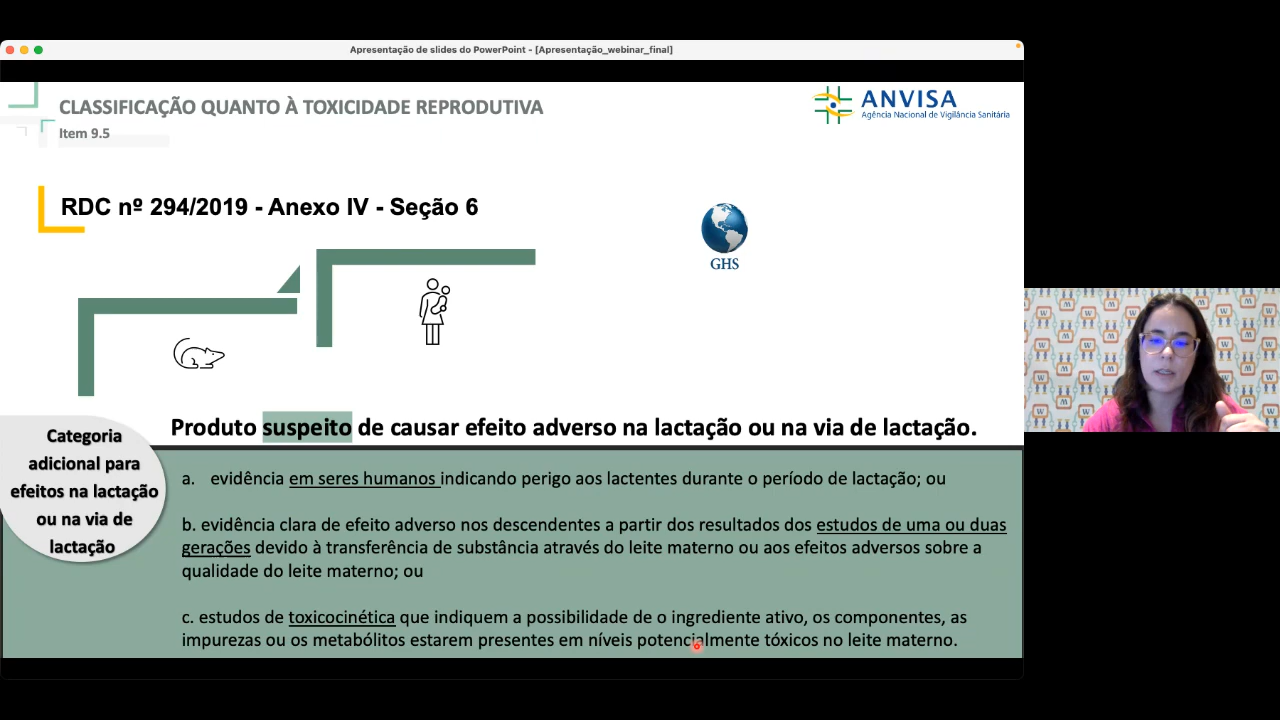 Apresentação de slides do PowerPoint - [Apresentação_webinar_final]
CLASSIFICAÇÃO QUANTO À TOXICIDADE REPRODUTIVA
Item 9.5
ANVISA
Agência Nacional de Vigilância Sanitária
RDC nº 294/2019 - Anexo IV - Seção 6
GHS
Produto suspeito de causar efeito adverso na lactação ou na via de lactação.
Categoria
adicional para
efeitos na lactação
ou na via de
lactação
a. evidência em seres humanos indicando perigo aos lactentes durante o período de lactação; ou
b. evidência clara de efeito adverso nos descendentes a partir dos resultados dos estudos de uma ou duas
gerações devido à transferência de substância através do leite materno ou aos efeitos adversos sobre a
qualidade do leite materno; ou
c. estudos de toxicocinética que indiquem a possibilidade de o ingrediente ativo, os componentes, as
impurezas ou os metabólitos estarem presentes em níveis potencialmente tóxicos no leite materno.